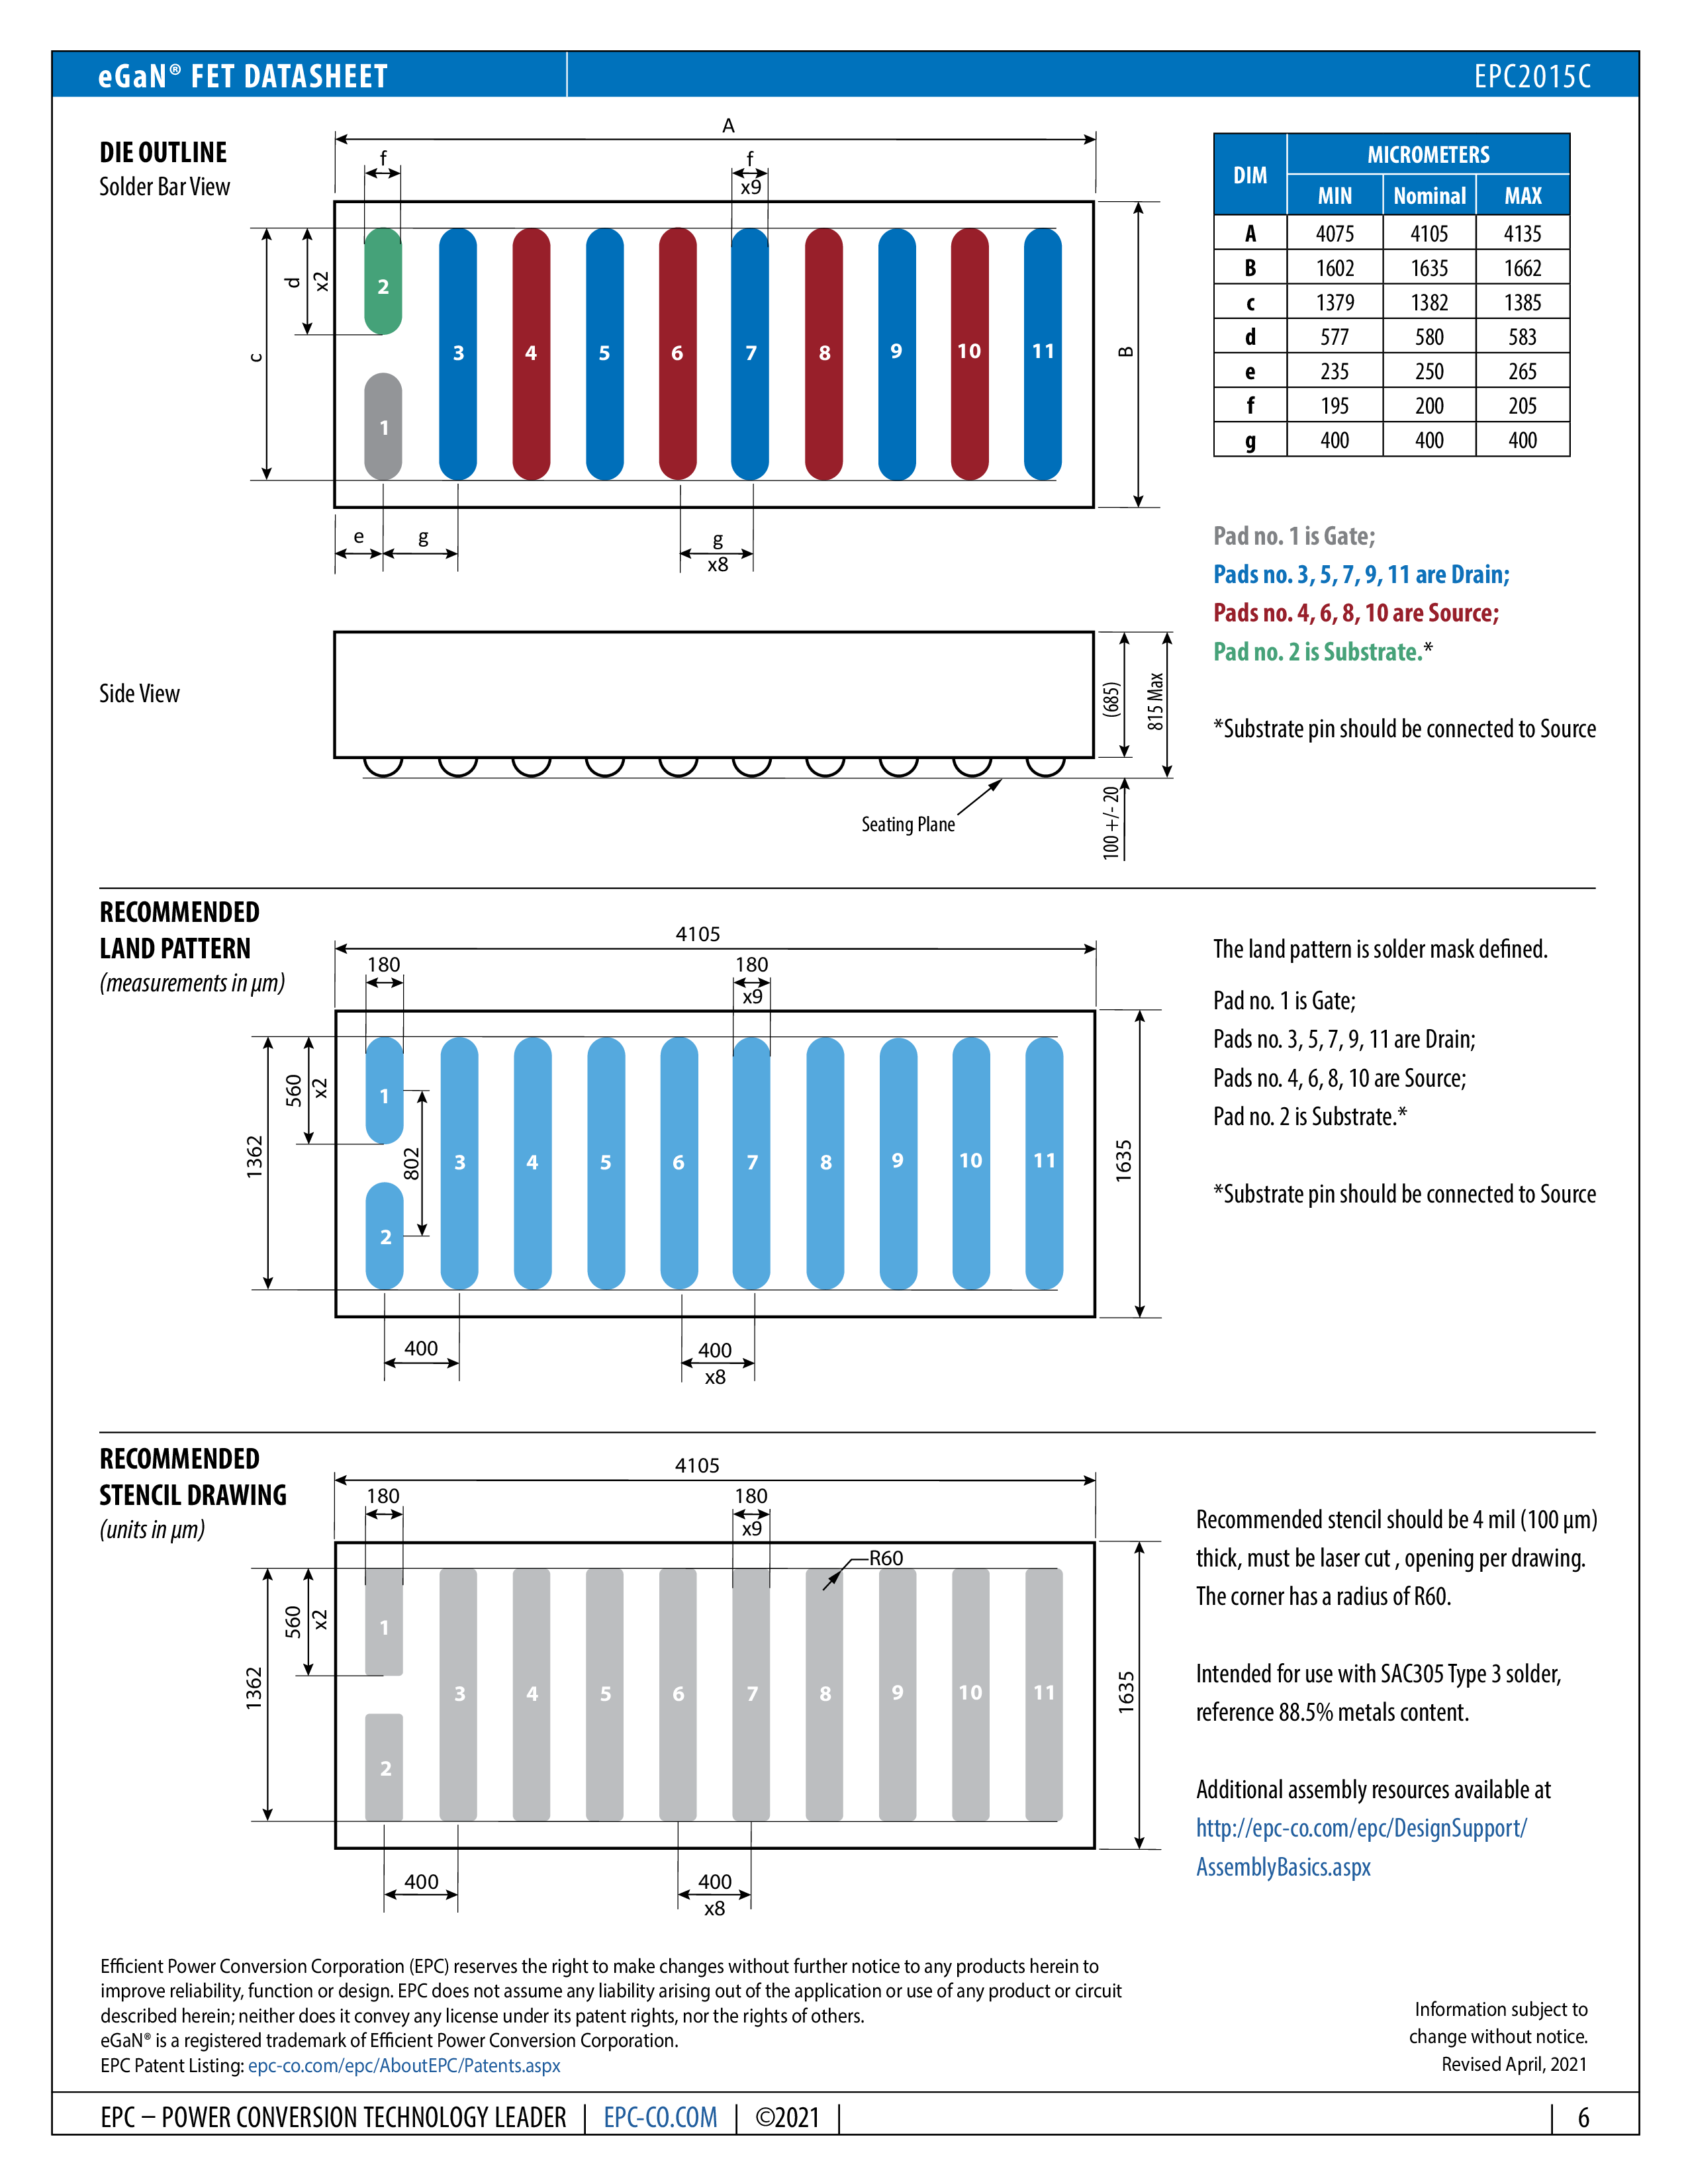 eGaN® FET DATASHEET
EPC2015C
DIE OUTLINE
Solder Bar View
A
f
f
x9
d
x2
c
B
2
1
3
4
5
6
7
8
9
10
11
e
g
g
x8
DIM
MICROMETERS
MIN
Nominal
MAX
A 4075 4105 4135
B 1602 1635 1662
c 1379 1382 1385
d 577 580 583
e 235 250 265
f 195 200 205
g 400 400 400
Pad no. 1 is Gate;
Pads no. 3, 5, 7, 9, 11 are Drain;
Pads no. 4, 6, 8, 10 are Source;
Pad no. 2 is Substrate.*
*Substrate pin should be connected to Source
Side View
(685)
815 Max
100 +/- 20
Seating Plane
RECOMMENDED
LAND PATTERN
(measurements in µm)
4105
180
180
x9
560
x2
1362
802
1635
1
2
3
4
5
6
7
8
9
10
11
400
400
x8
The land pattern is solder mask defined.
Pad no. 1 is Gate;
Pads no. 3, 5, 7, 9, 11 are Drain;
Pads no. 4, 6, 8, 10 are Source;
Pad no. 2 is Substrate.*
*Substrate pin should be connected to Source
RECOMMENDED
STENCIL DRAWING
(units in µm)
4105
180
180
x9
R60
560
x2
1362
1635
1
2
3
4
5
6
7
8
9
10
11
400
400
x8
Recommended stencil should be 4 mil (100 µm)
thick, must be laser cut , opening per drawing.
The corner has a radius of R60.
Intended for use with SAC305 Type 3 solder,
reference 88.5% metals content.
Additional assembly resources available at
http://epc-co.com/epc/DesignSupport/
AssemblyBasics.aspx
Efficient Power Conversion Corporation (EPC) reserves the right to make changes without further notice to any products herein to
improve reliability, function or design. EPC does not assume any liability arising out of the application or use of any product or circuit
described herein; neither does it convey any license under its patent rights, nor the rights of others.
eGaN® is a registered trademark of Efficient Power Conversion Corporation.
EPC Patent Listing: epc-co.com/epc/AboutEPC/Patents.aspx
Information subject to
change without notice.
Revised April, 2021
EPC – POWER CONVERSION TECHNOLOGY LEADER | EPC-CO.COM | ©2021 |
| 6